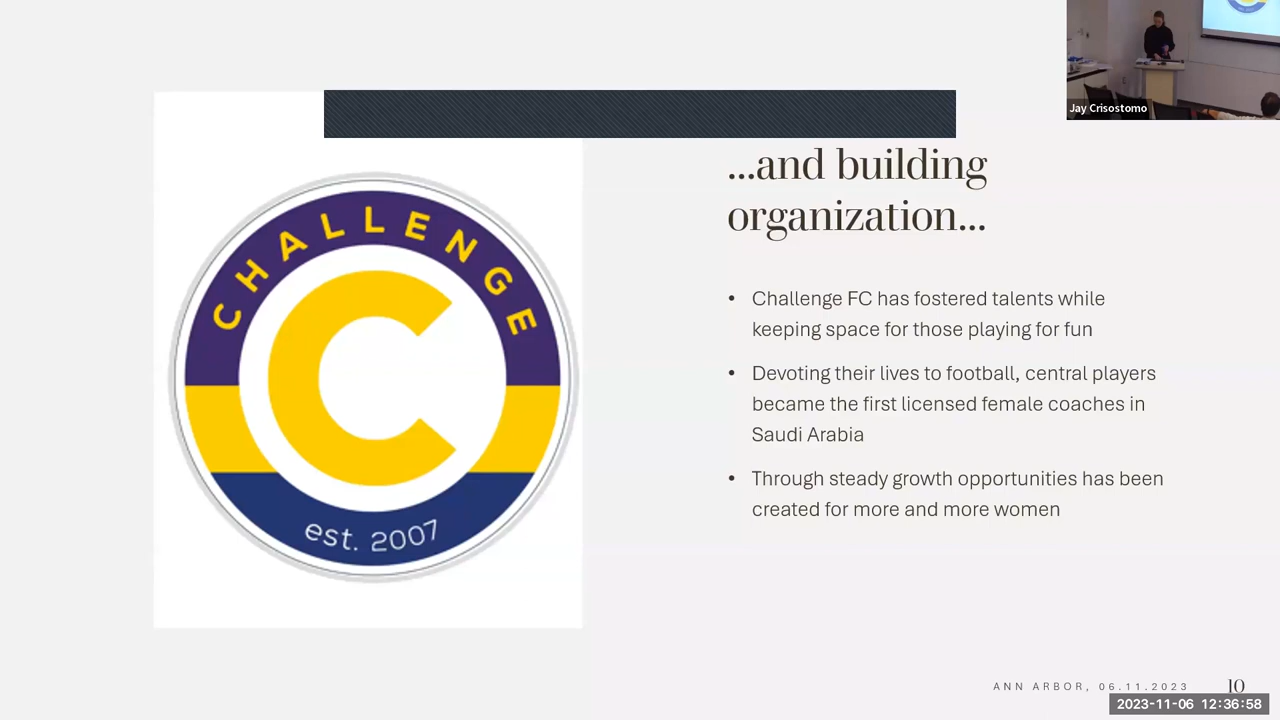 Jay Crisostomo
...and building
organization...
CHALLENGE
est. 2007
• Challenge FC has fostered talents while
keeping space for those playing for fun
• Devoting their lives to football, central players
became the first licensed female coaches in
Saudi Arabia
• Through steady growth opportunities has been
created for more and more women
ANN ARBOR, 06.11.2023
10
2023-11-06 12:36:58